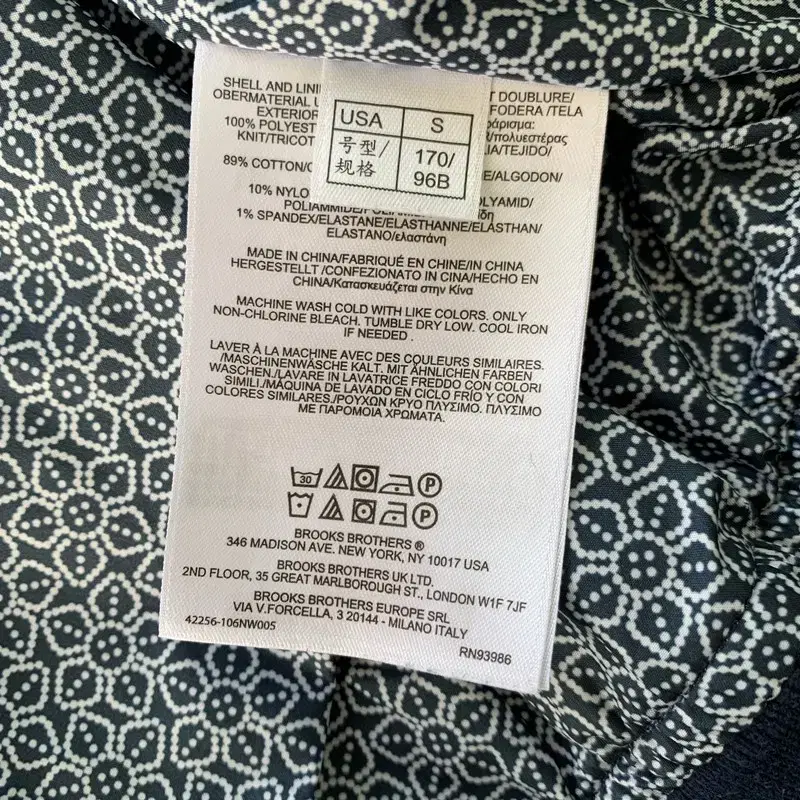 SHELL AND
OBERMATERIAL
DOUBLURE/
FODERA /TELA
EXTERIOR
100%
πολυεστέρας
KNIT/TRICOT
/TEJIDO/
89% COTTON/
/ALGODON/
10%
POLIAMMIDE/
1% SPANDEX/ELASTANE/ELASTHANNE/ELASTHAN/
ELASTANO/ελαστάνη
USA S
号型/
规格
170/
96B
MADE IN CHINA/FABRIQUÉ EN CHINE/IN CHINA
HERGESTELLT /CONFEZIONATO IN CINA/HECHO EN
CHINA/Κατασκευάζεται στην Κίνα
MACHINE WASH COLD WITH LIKE COLORS. ONLY
NON-CHLORINE BLEACH. TUMBLE DRY LOW. COOL IRON
IF NEEDED .
LAVER À LA MACHINE AVEC DES COULEURS SIMILAIRES.
/MASCHINENWÄSCHE KALT. MIT ÄHNLICHEN FARBEN
WASCHEN./LAVARE IN LAVATRICE FREDDO CON COLORI
SIMILI./MÁQUINA DE LAVADO EN CICLO FRÍO Y CON
COLORES SIMILARES./ΡΟΥΧΩΝ ΚΡΥΟ ΠΛΥΣΙΜΟ. ΠΛΥΣΙΜΟ
ΜΕ ΠΑΡΟΜΟΙΑ ΧΡΩΜΑΤΑ.
30 P
P
BROOKS BROTHERS ®
346 MADISON AVE. NEW YORK, NY 10017 USA
BROOKS BROTHERS UK LTD.
2ND FLOOR, 35 GREAT MARLBOROUGH ST., LONDON W1F 7JF
BROOKS BROTHERS EUROPE SRL
VIA V.FORCELLA, 3 20144 - MILANO ITALY
42256-106NW005
RN93986